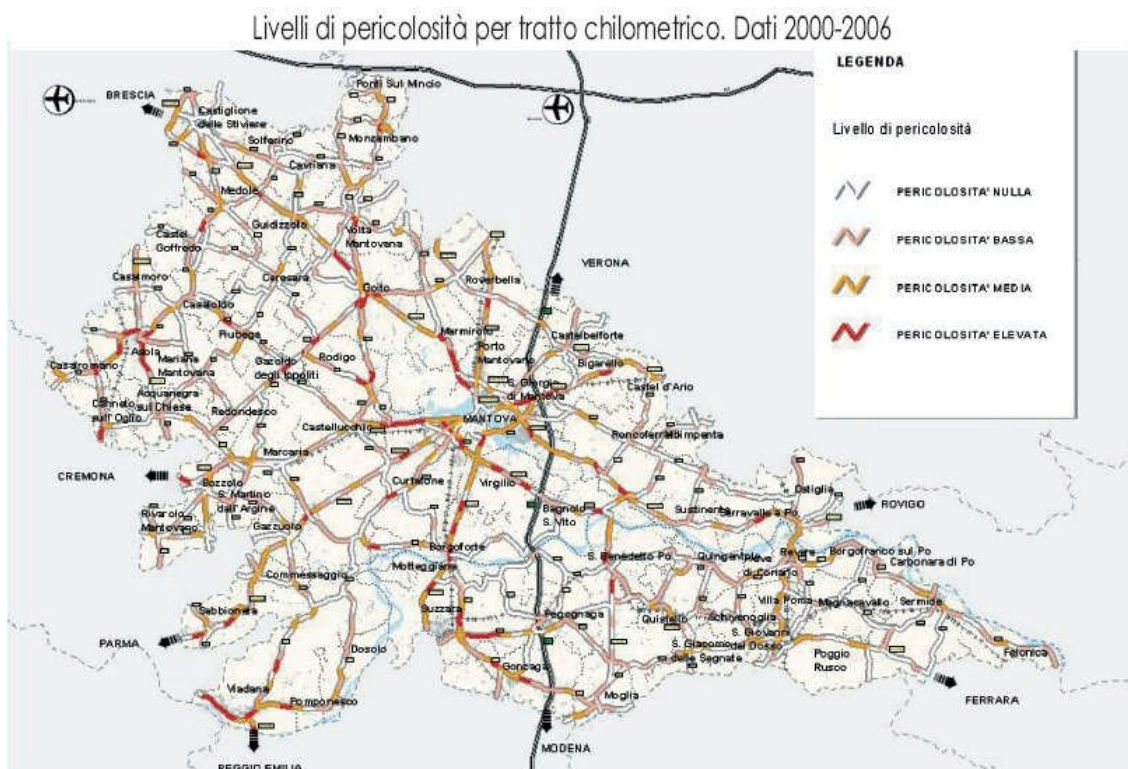 Livelli di pericolosità per tratto chilometrico. Dati 2000-2006
LEGENDA
Livello di pericolosità
PERICOLOSITA' NULLA
PERICOLOSITA' BASSA
PERICOLOSITA' MEDIA
PERICOLOSITA' ELEVATA
BRESCIA
Ponti Sul Mincio
Castiglione
delle Stiviere
Solferino
Monzambano
Cavriana
Medole
Guidizzolo
Volta
Mantovana
Castel
Goffredo
VERONA
Casalmoro
Ceresara
Roverbella
Goito
Casaloldo
Piubega
Marmirolo
Castelbelforte
Porto
Mantovano
Asola
Mariana
Mantovana
Gazoldo
degli Ippoliti
Rodigo
Bigarello
Casalromano
S. Giorgio
di Mantova
Castel d'Ario
Acquanegra
sul Chiese
Canneto
sull'Oglio
Redondesco
MANTOVA
Castellucchio
Roncoferraro
Villimpenta
Marcaria
CREMONA
Bozzolo
Curtatone
Virgilio
S. Martino
dall'Argine
Ostiglia
ROVIGO
Rivarolo
Mantovano
Gazzuolo
Bagnolo
S. Vito
Sustinente
Serravalle a Po
Borgoforte
S. Benedetto Po
Quingentole
Revere
Borgofranco sul Po
Motteggiana
Pieve
di Coriano
Carbonara di Po
Commessaggio
Suzzara
Villa Poma
Magnacavallo
Sermide
Sabbioneta
Pegognaga
Quistello
Schivenoglia
PARMA
S. Giovanni
del Dosso
Dosolo
Gonzaga
S. Giacomo
delle Segnate
Poggio
Rusco
Felonica
Viadana
Pomponesco
Moglia
FERRARA
MODENA
REGGIO EMILIA